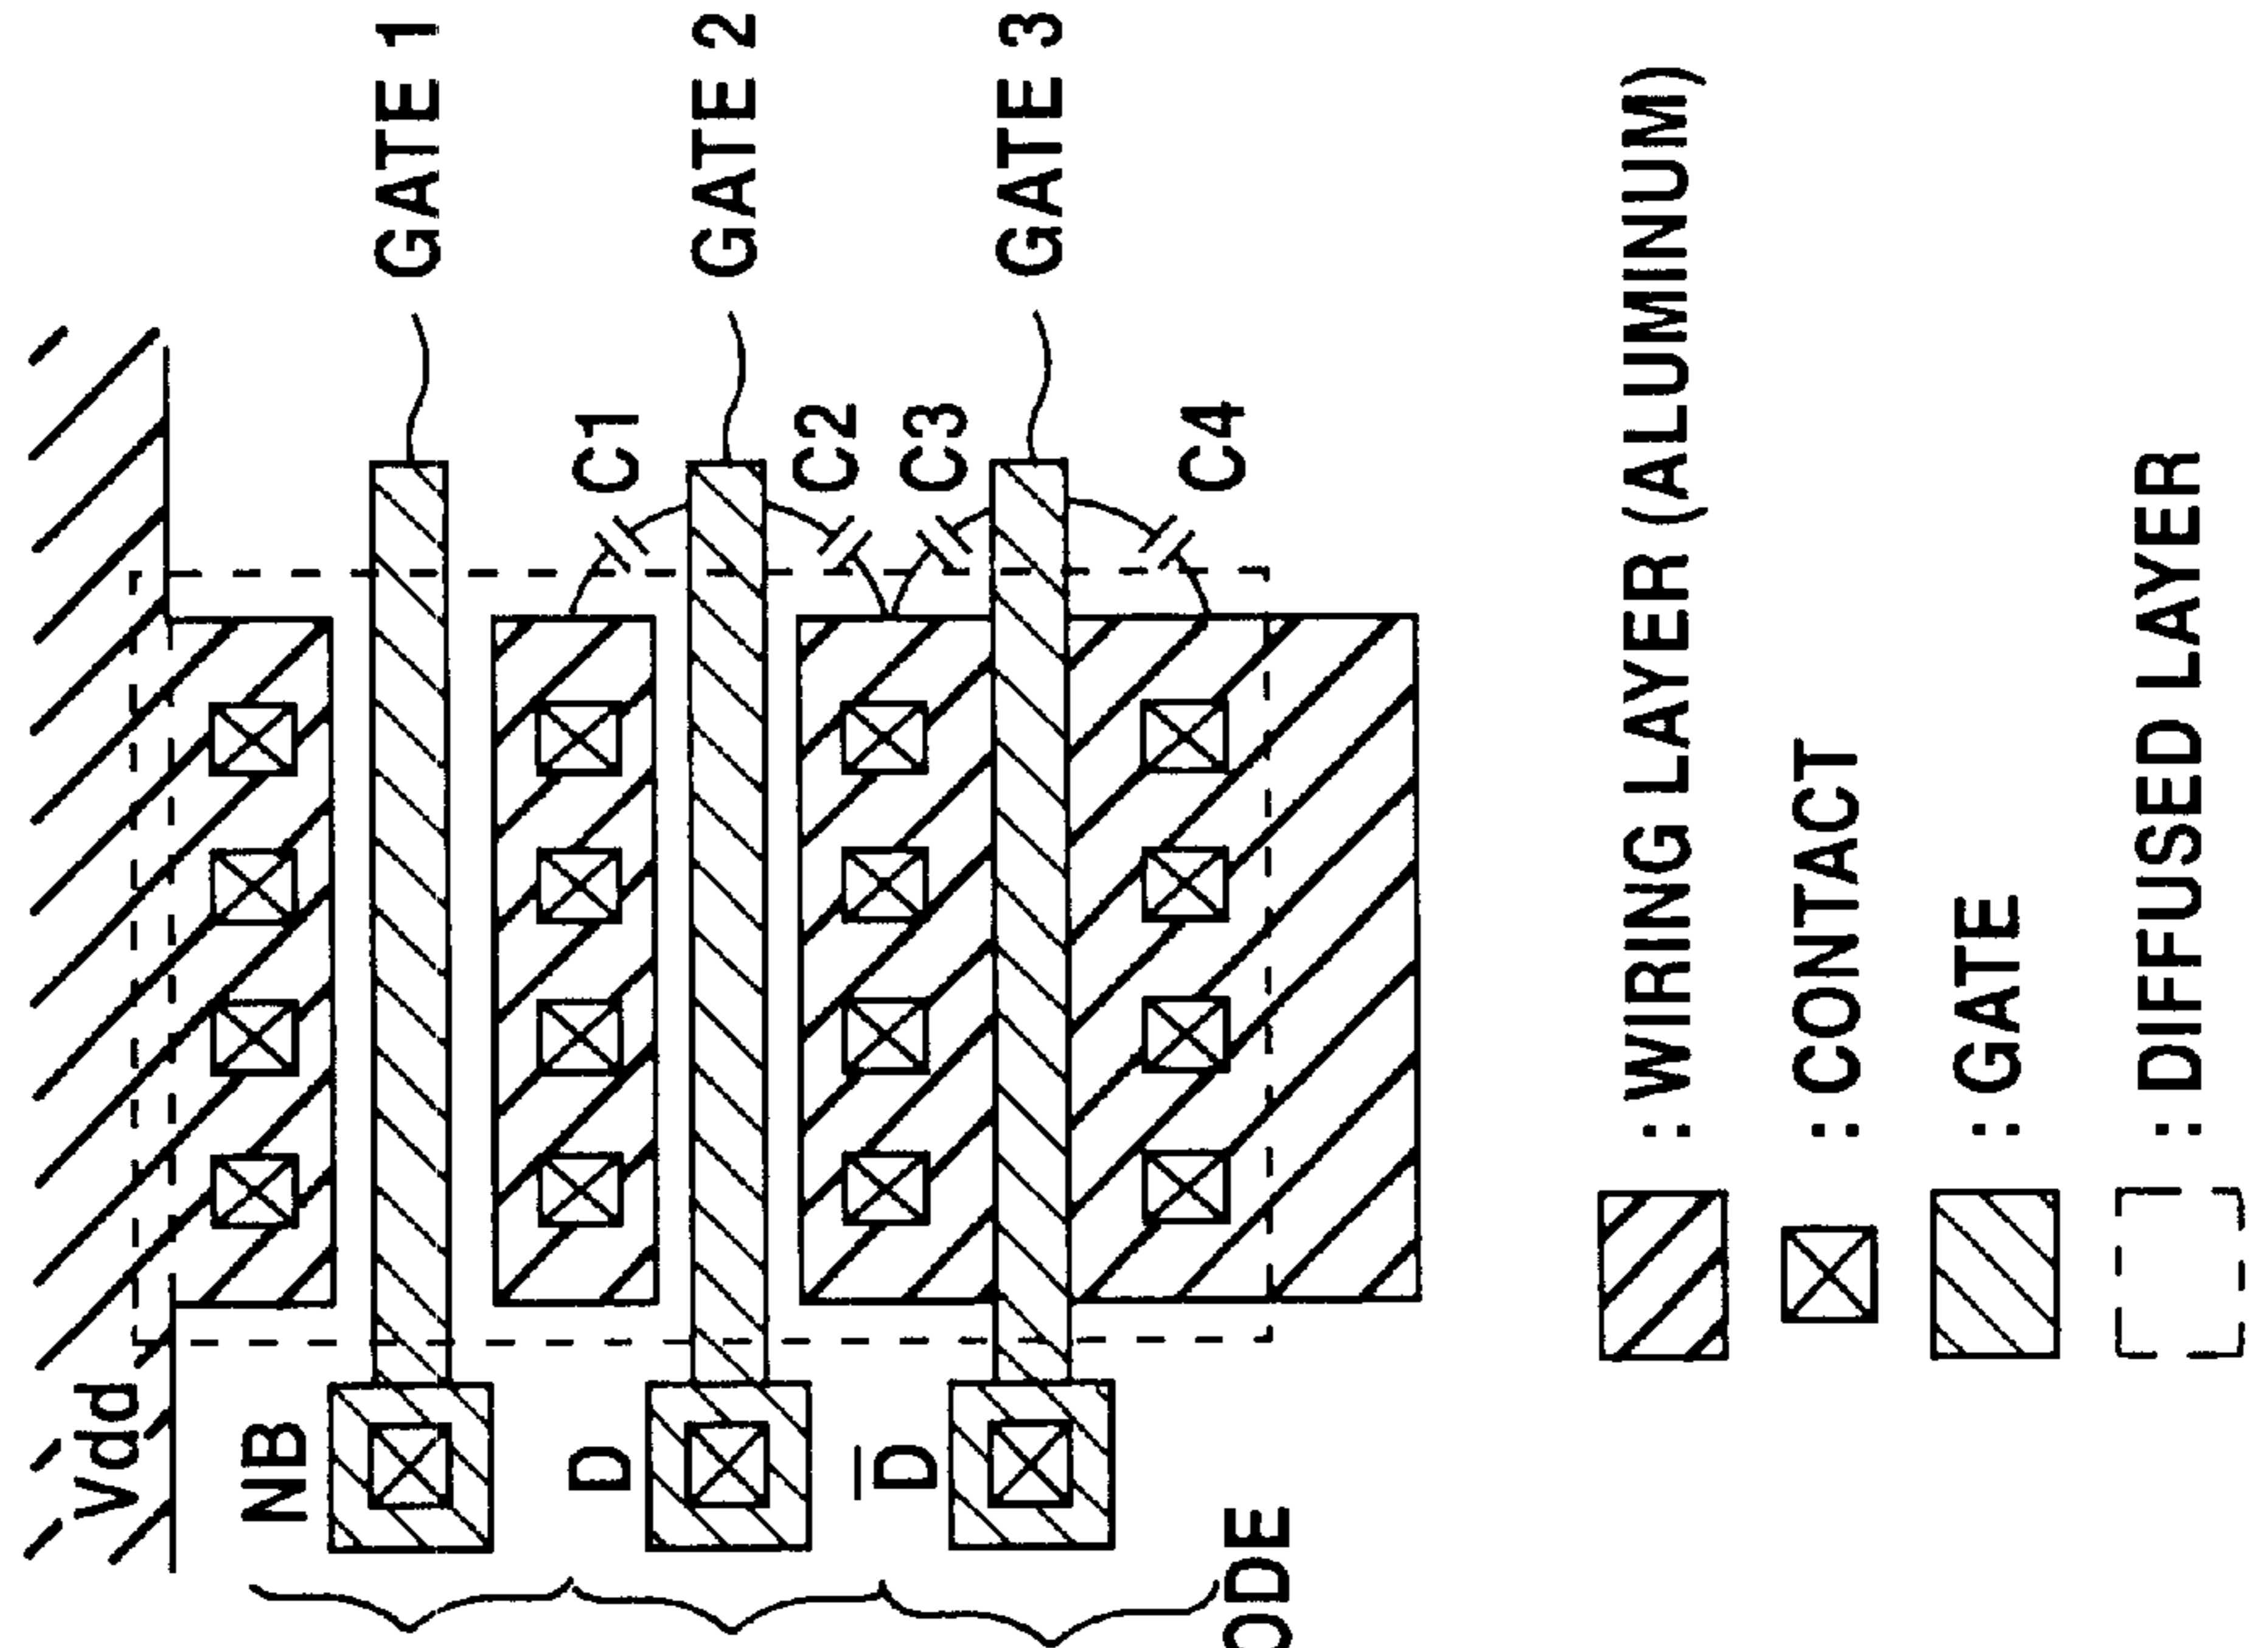 GATE 1
GATE 2
GATE 3
C1
C2
C3
C4
Vdd
NB
D
D̅
ODE
: WIRING LAYER (ALUMINUM)
: CONTACT
: GATE
: DIFFUSED LAYER